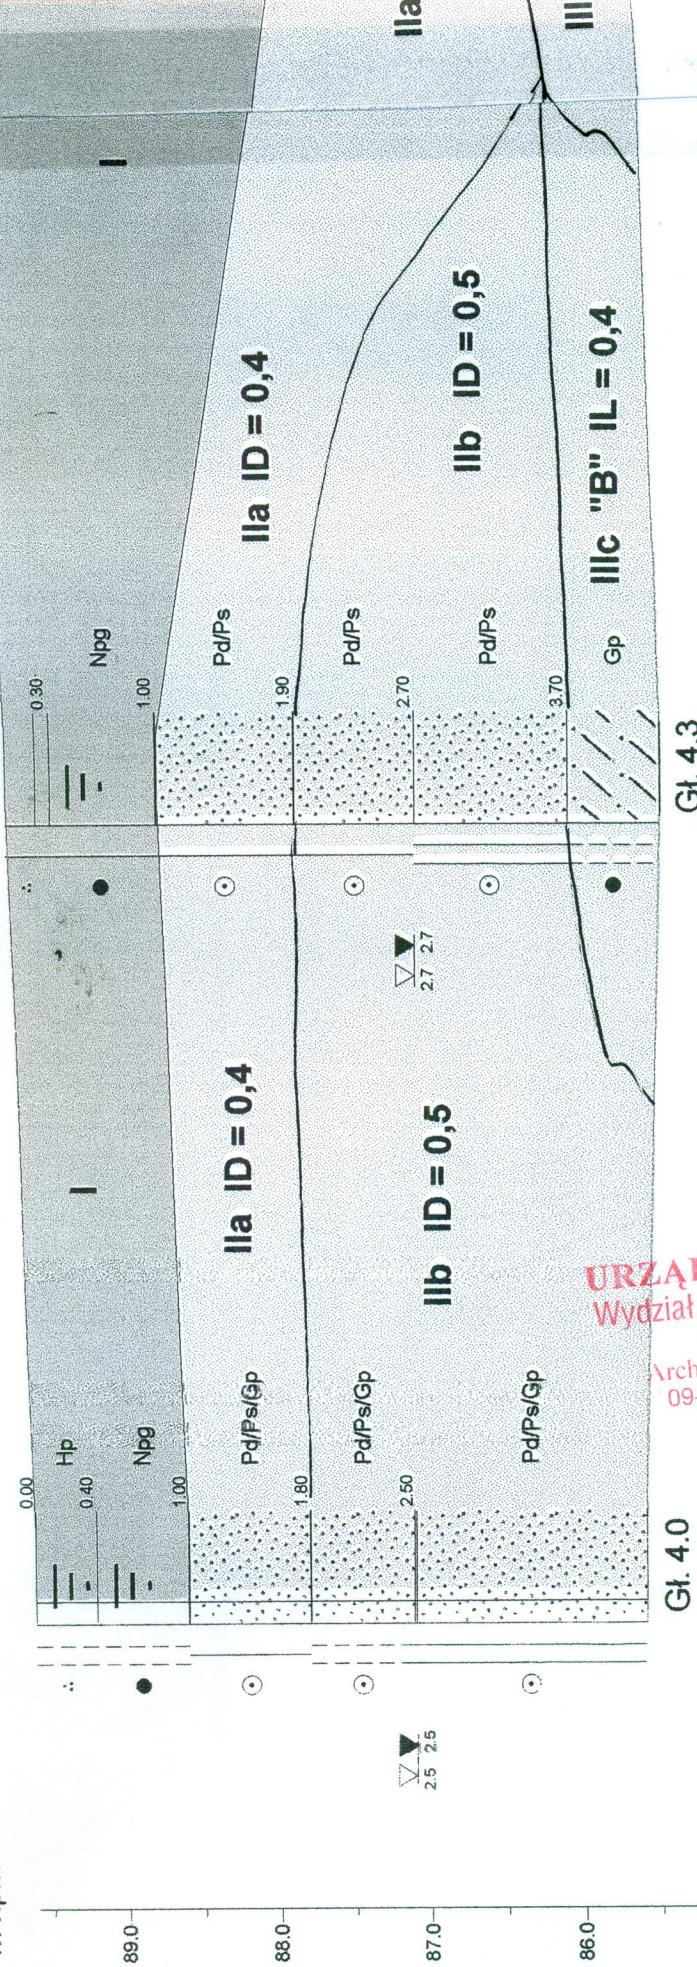 89.0
88.0
87.0
86.0
2.5 2.5
0.00
Hp
0.40
Npg
1.00
Pd/Ps/Gp
1.80
Pd/Ps/Gp
2.50
Pd/Ps/Gp
Gł. 4.0
I
IIa ID = 0,4
IIb ID = 0,5
2.7 2.7
0.30
Npg
1.00
Pd/Ps
1.90
Pd/Ps
2.70
Pd/Ps
3.70
Gp
Gł. 4.3
I
IIa ID = 0,4
IIb ID = 0,5
IIIc "B" IL = 0,4
IIa
III
URZĄ
Wydział
Arch
09-